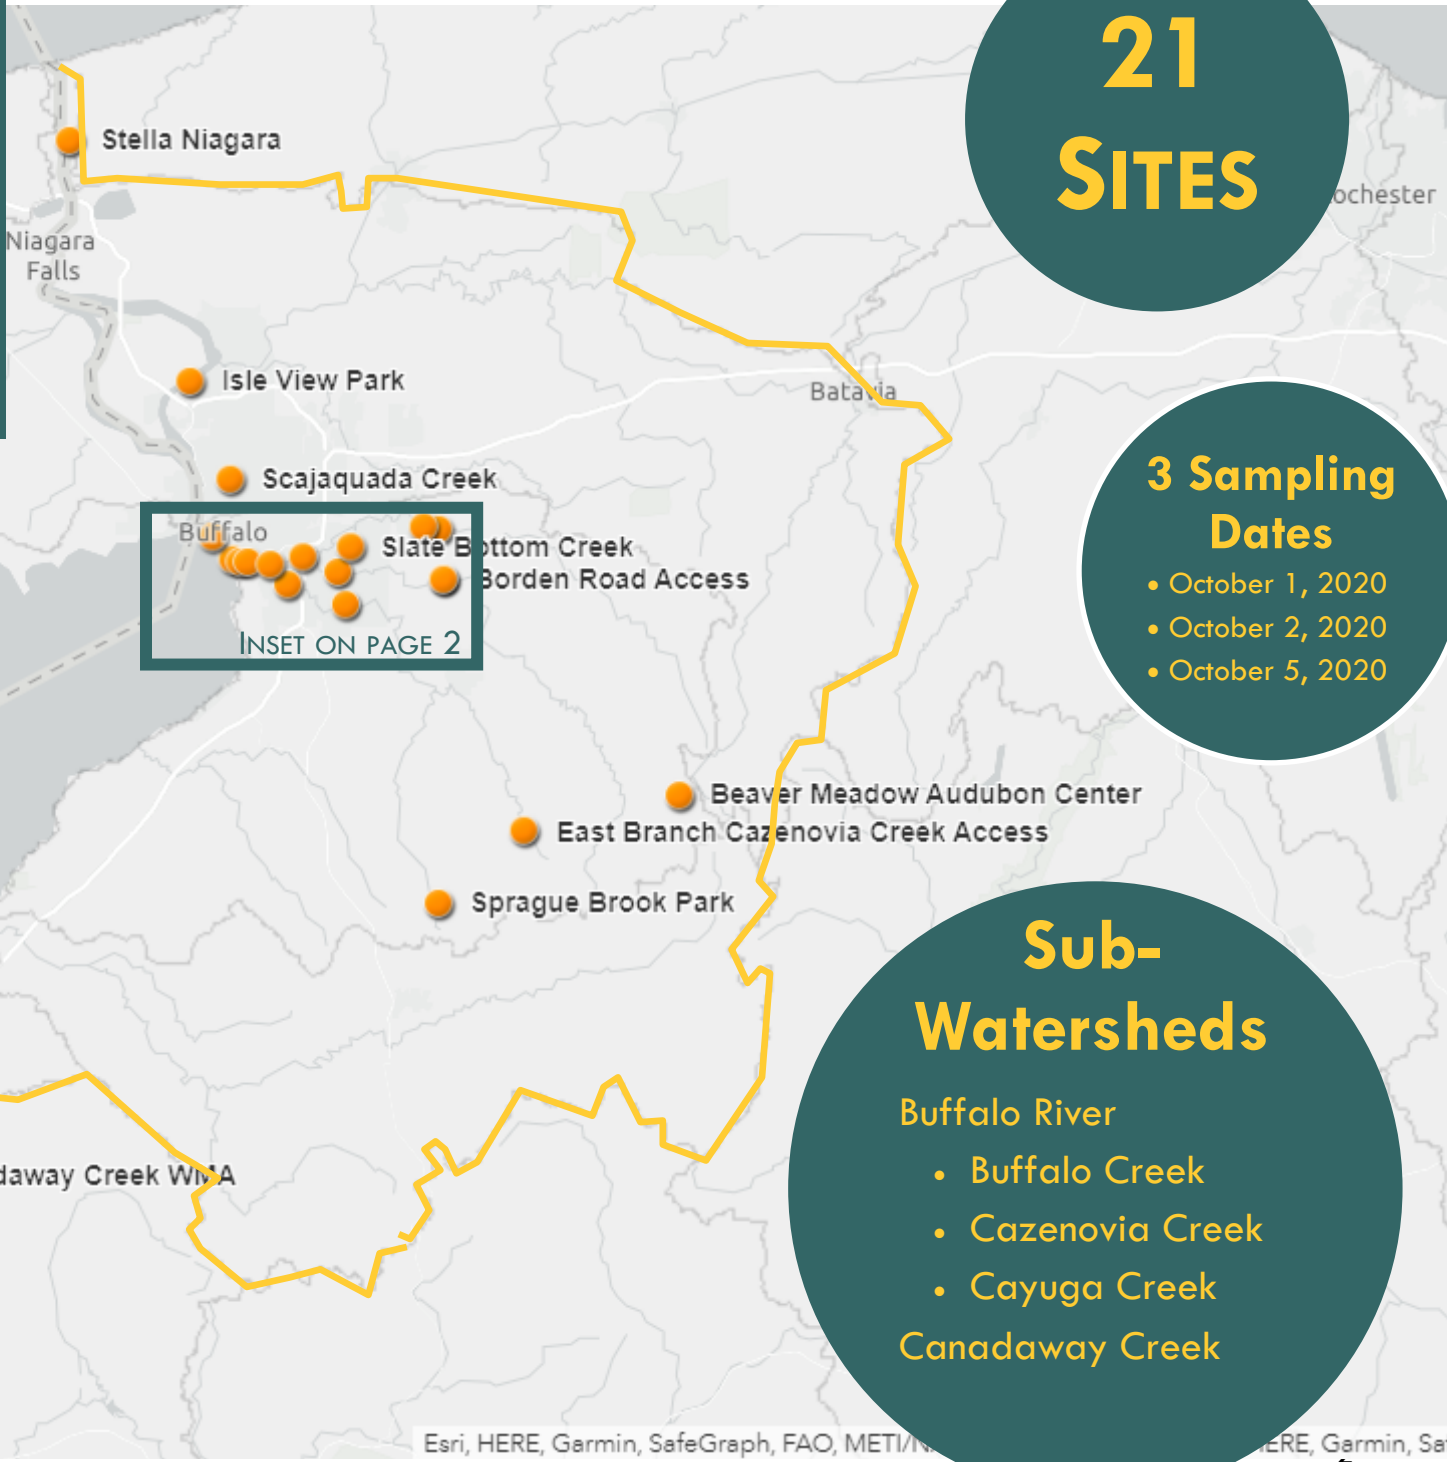 21
SITES
Stella Niagara
ochester
Niagara
Falls
Isle View Park
Batavia
Scajaquada Creek
3 Sampling
Dates
• October 1, 2020
• October 2, 2020
• October 5, 2020
Buffalo
Slate Bottom Creek
Borden Road Access
INSET ON PAGE 2
Beaver Meadow Audubon Center
East Branch Cazenovia Creek Access
Sprague Brook Park
Sub-
Watersheds
Buffalo River
• Buffalo Creek
• Cazenovia Creek
• Cayuga Creek
Canadaway Creek
daway Creek WMA
Esri, HERE, Garmin, SafeGraph, FAO, METI/N
ERE, Garmin, Sa